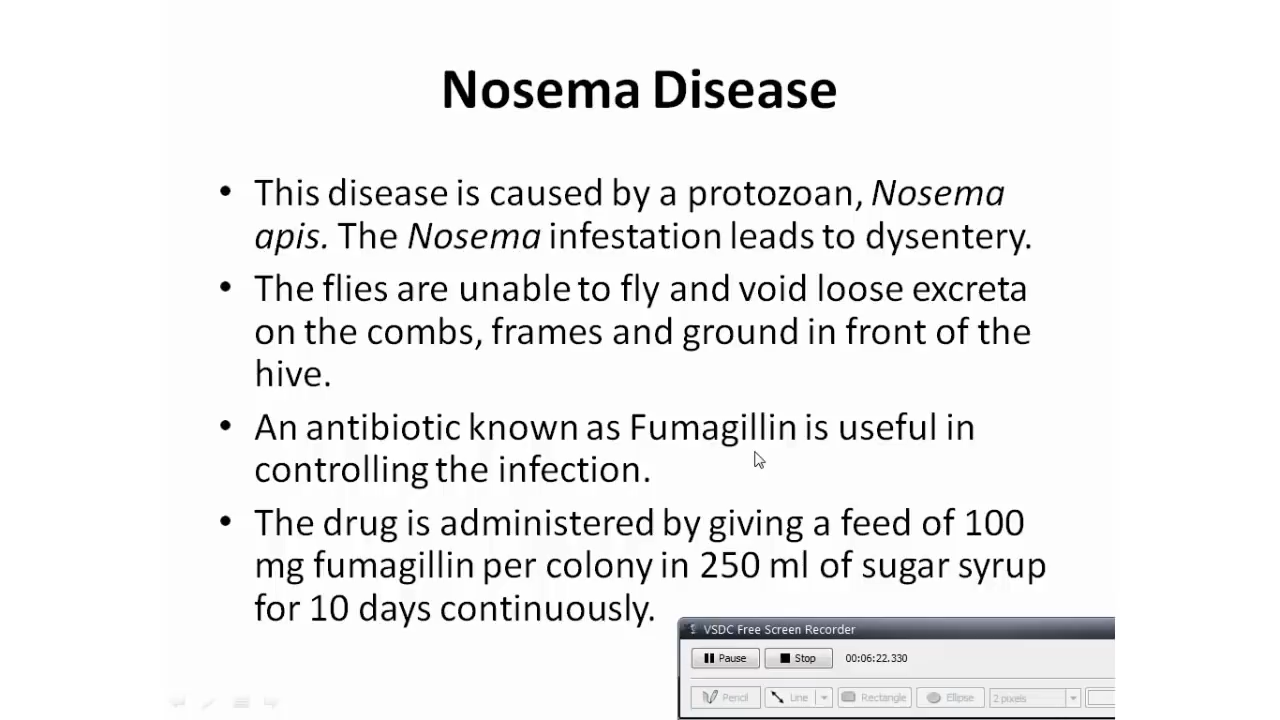 Nosema Disease
• This disease is caused by a protozoan, Nosema
apis. The Nosema infestation leads to dysentery.
• The flies are unable to fly and void loose excreta
on the combs, frames and ground in front of the
hive.
• An antibiotic known as Fumagillin is useful in
controlling the infection.
• The drug is administered by giving a feed of 100
mg fumagillin per colony in 250 ml of sugar syrup
for 10 days continuously.
VSDC Free Screen Recorder
Pause Stop 00:06:22.330
Pencil Line Rectangle Ellipse 2 pixels